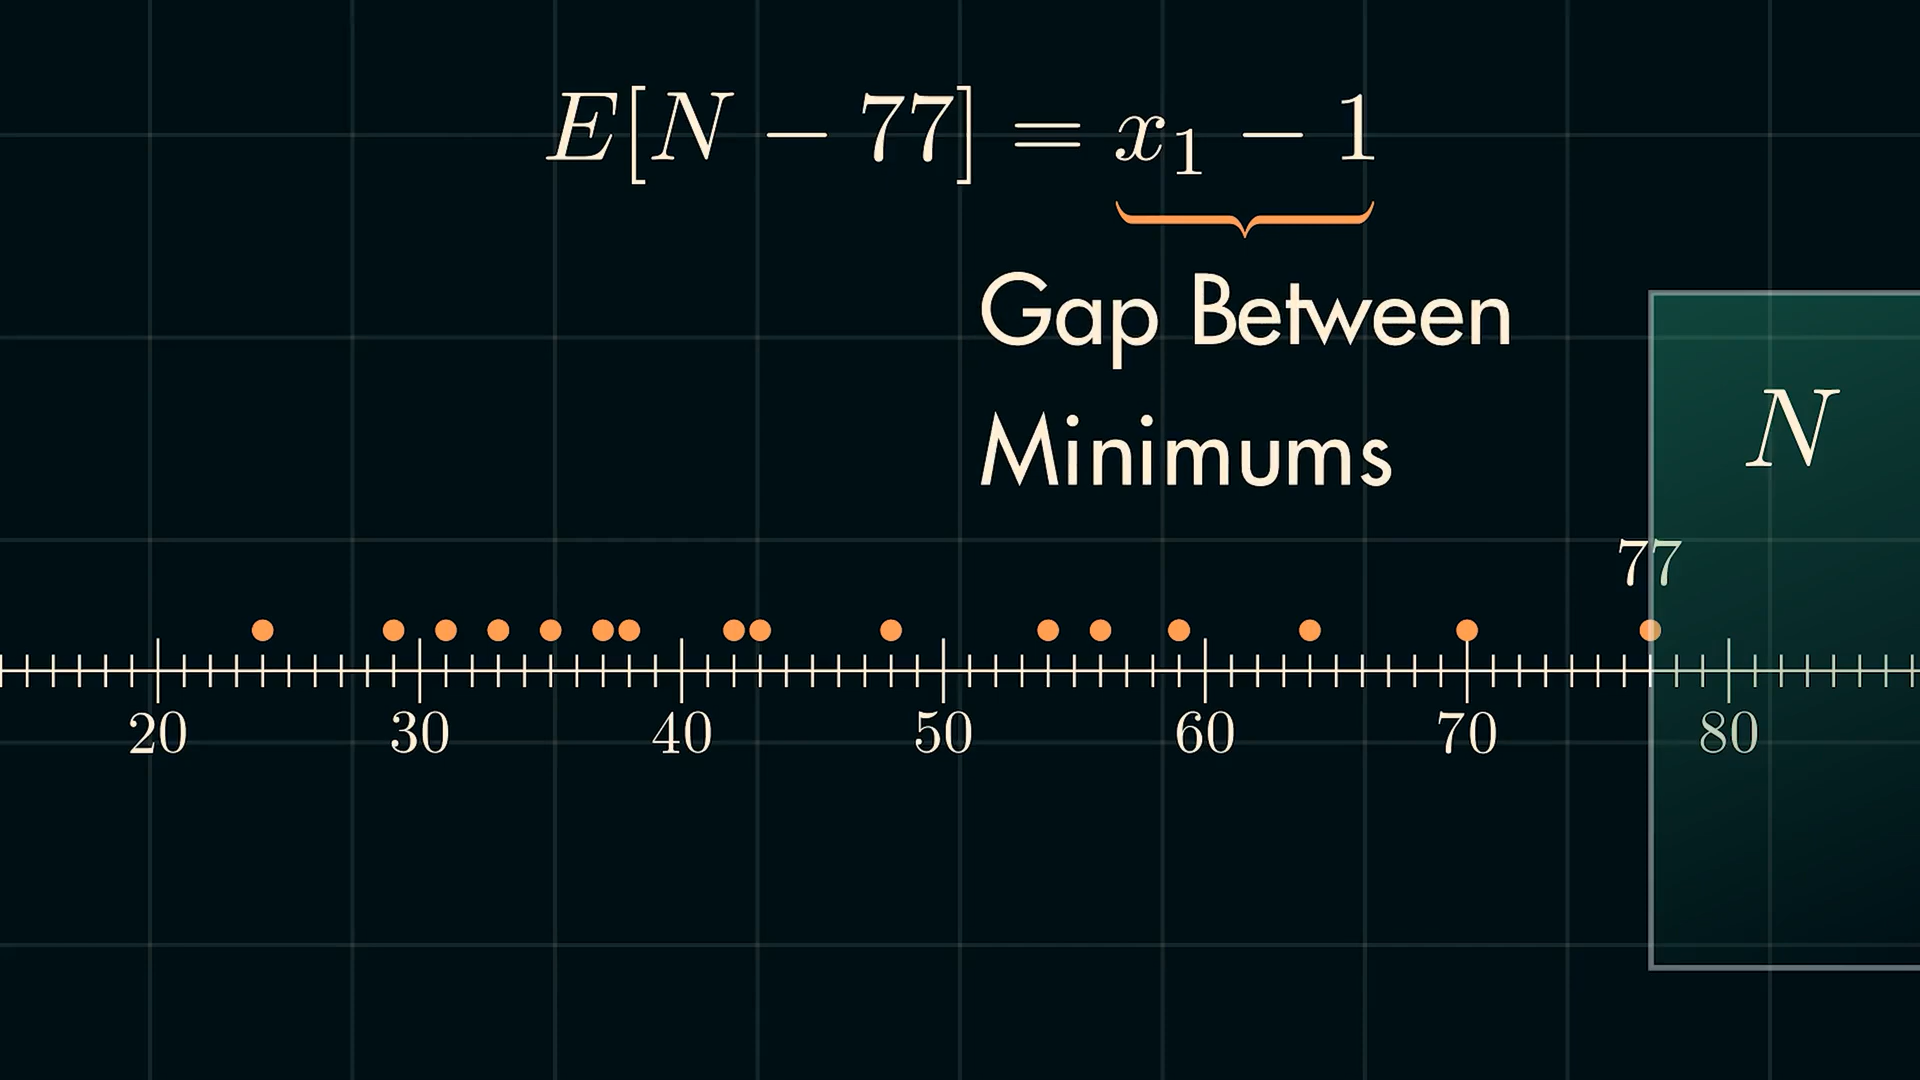 E[N − 77] = x₁ − 1
Gap Between
Minimums
N
77
20 30 40 50 60 70 80